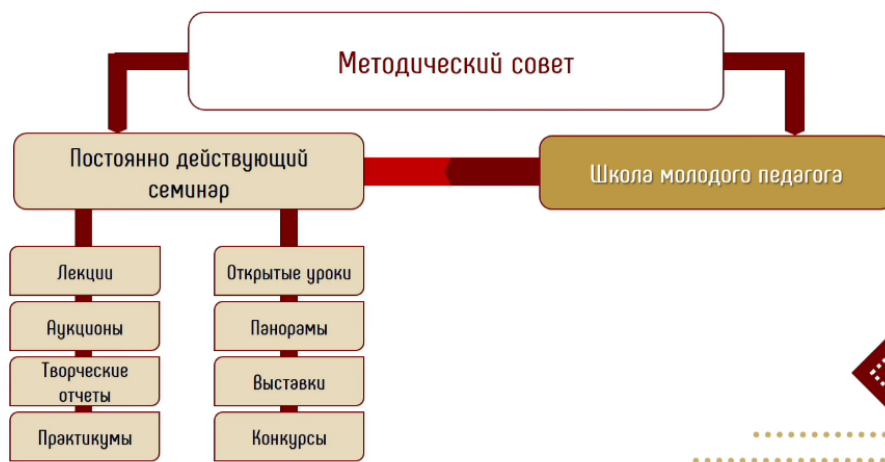 Методический совет
Постоянно действующий
семинар
Школа молодого педагога
Лекции
Аукционы
Творческие
отчеты
Практикумы
Открытые уроки
Панорамы
Выставки
Конкурсы